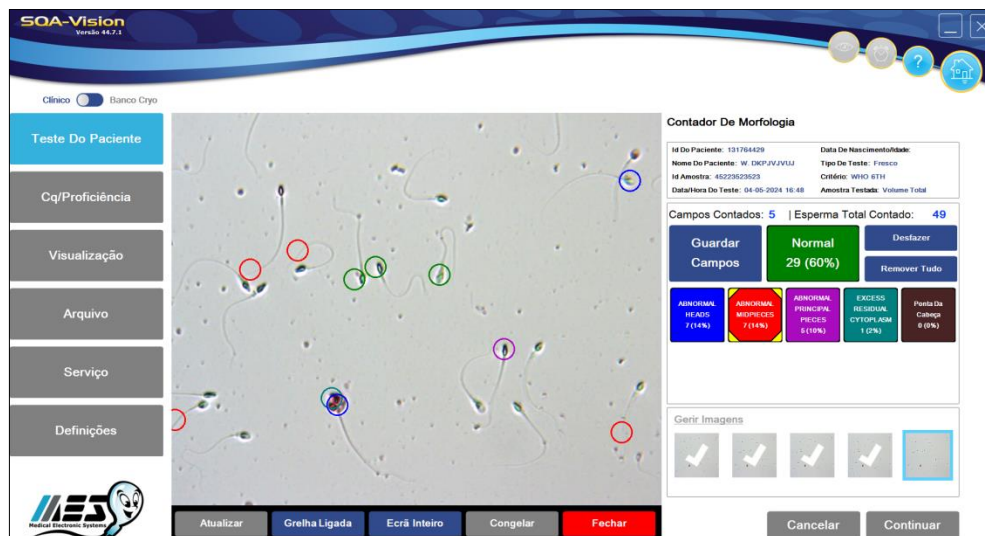 SQA-Vision
Versão 44.7.1
?
Clínico Banco Cryo
Teste Do Paciente
Cq/Proficiência
Visualização
Arquivo
Serviço
Definições
MES
Medical Electronic Systems
Atualizar
Grelha Ligada
Ecrã Inteiro
Congelar
Fechar
Contador De Morfologia
Id Do Paciente: 131764429 Data De Nascimento/Idade:
Nome Do Paciente: W. DKPJVJVUJ Tipo De Teste: Fresco
Id Amostra: 45223523523 Critério: WHO 6TH
Data/Hora Do Teste: 04-05-2024 16:48 Amostra Testada: Volume Total
Campos Contados: 5 | Esperma Total Contado: 49
Guardar
Campos
Normal
29 (60%)
Desfazer
Remover Tudo
ABNORMAL
HEADS
7 (14%)
ABNORMAL
MIDPIECES
7 (14%)
ABNORMAL
PRINCIPAL
PIECES
5 (10%)
EXCESS
RESIDUAL
CYTOPLASM
1 (2%)
Ponta Da
Cabeça
0 (0%)
Gerir Imagens
Cancelar
Continuar